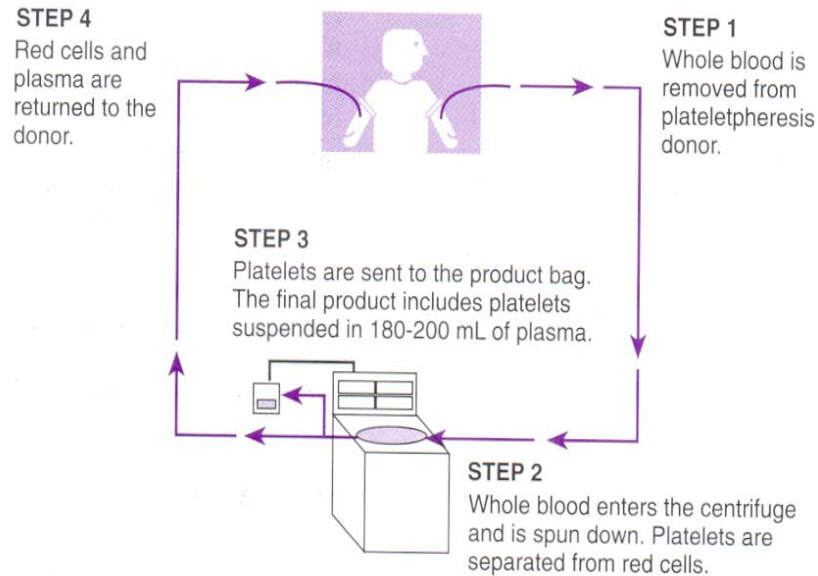 STEP 4
Red cells and
plasma are
returned to the
donor.
STEP 1
Whole blood is
removed from
plateletpheresis
donor.
STEP 3
Platelets are sent to the product bag.
The final product includes platelets
suspended in 180-200 mL of plasma.
STEP 2
Whole blood enters the centrifuge
and is spun down. Platelets are
separated from red cells.